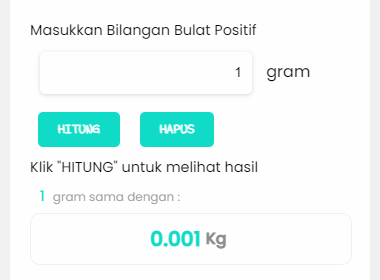 Masukkan Bilangan Bulat Positif
1 gram
HITUNG HAPUS
Klik "HITUNG" untuk melihat hasil
1 gram sama dengan :
0.001 Kg